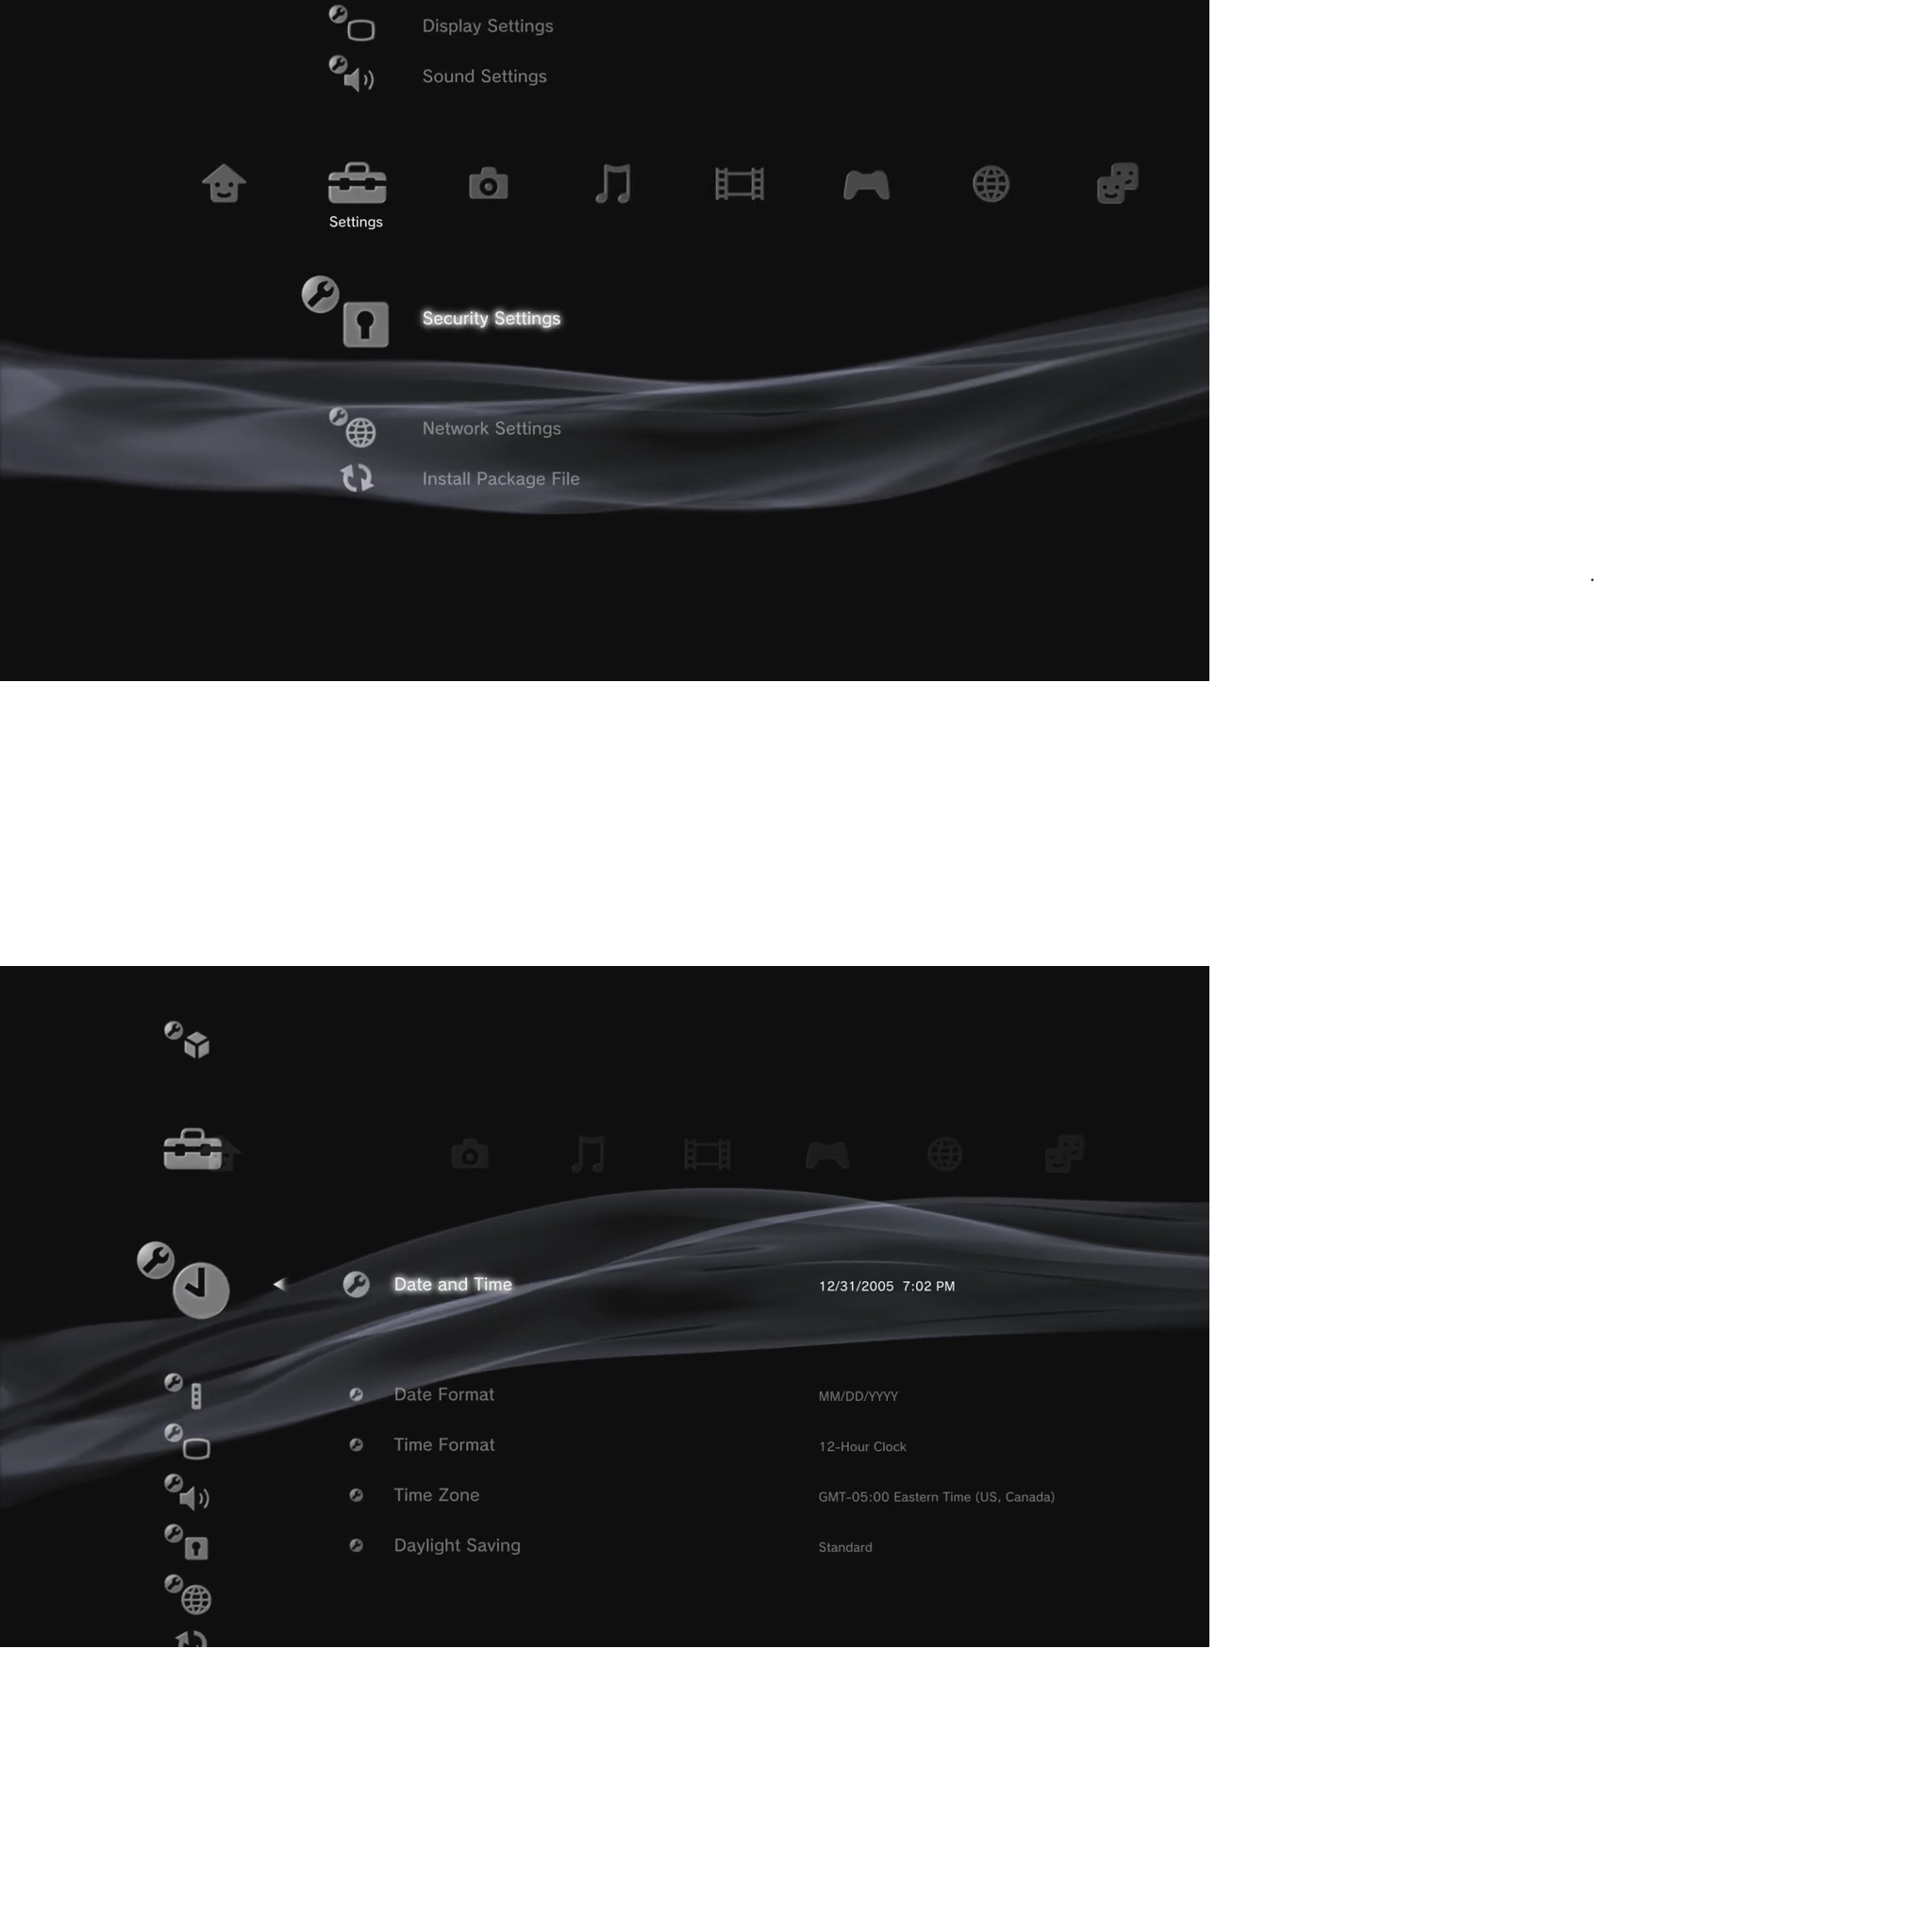 Display Settings
Sound Settings
Settings
Security Settings
Network Settings
Install Package File
.
Date and Time 12/31/2005 7:02 PM
Date Format MM/DD/YYYY
Time Format 12-Hour Clock
Time Zone GMT-05:00 Eastern Time (US, Canada)
Daylight Saving Standard